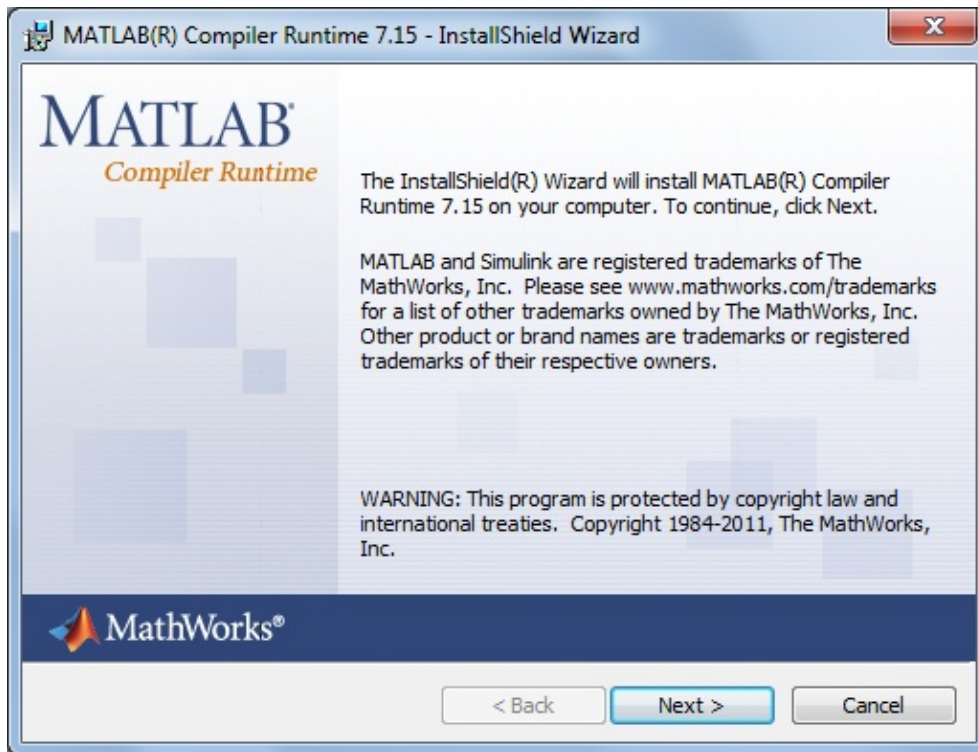 MATLAB(R) Compiler Runtime 7.15 - InstallShield Wizard
MATLAB®
Compiler Runtime
The InstallShield(R) Wizard will install MATLAB(R) Compiler
Runtime 7.15 on your computer. To continue, click Next.
MATLAB and Simulink are registered trademarks of The
MathWorks, Inc.  Please see www.mathworks.com/trademarks
for a list of other trademarks owned by The MathWorks, Inc.
Other product or brand names are trademarks or registered
trademarks of their respective owners.
WARNING: This program is protected by copyright law and
international treaties.  Copyright 1984-2011, The MathWorks,
Inc.
MathWorks®
< Back
Next >
Cancel